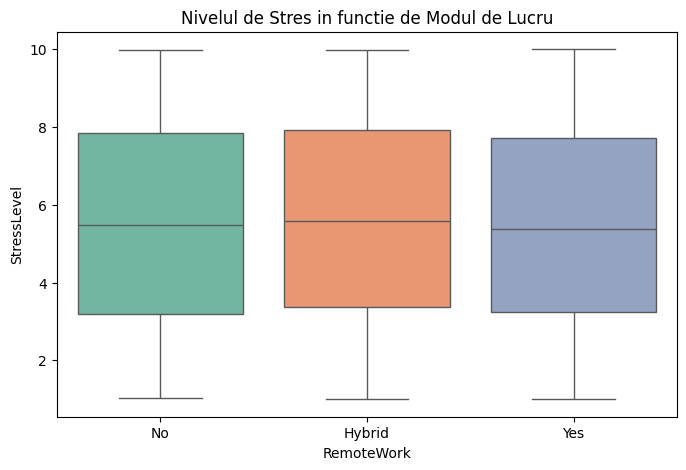 Nivelul de Stres in functie de Modul de Lucru
10
8
6
4
2
StressLevel
No Hybrid Yes
RemoteWork